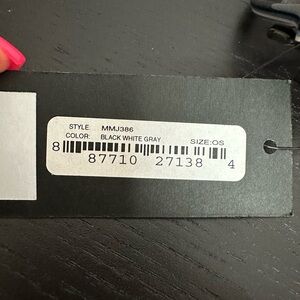 STYLE: MMJ386
COLOR: BLACK WHITE GRAY SIZE:OS
8 87710 27138 4